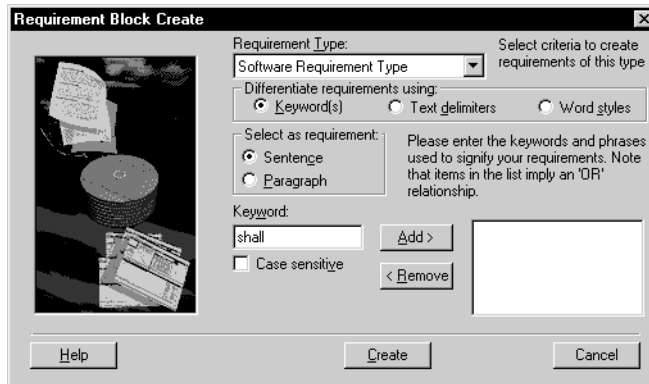 Requirement Block Create
Requirement Type:
Software Requirement Type
Select criteria to create
requirements of this type
Differentiate requirements using:
Keyword(s)
Text delimiters
Word styles
Select as requirement:
Sentence
Paragraph
Please enter the keywords and phrases
used to signify your requirements. Note
that items in the list imply an 'OR'
relationship.
Keyword:
shall
Add >
Case sensitive
< Remove
Help
Create
Cancel